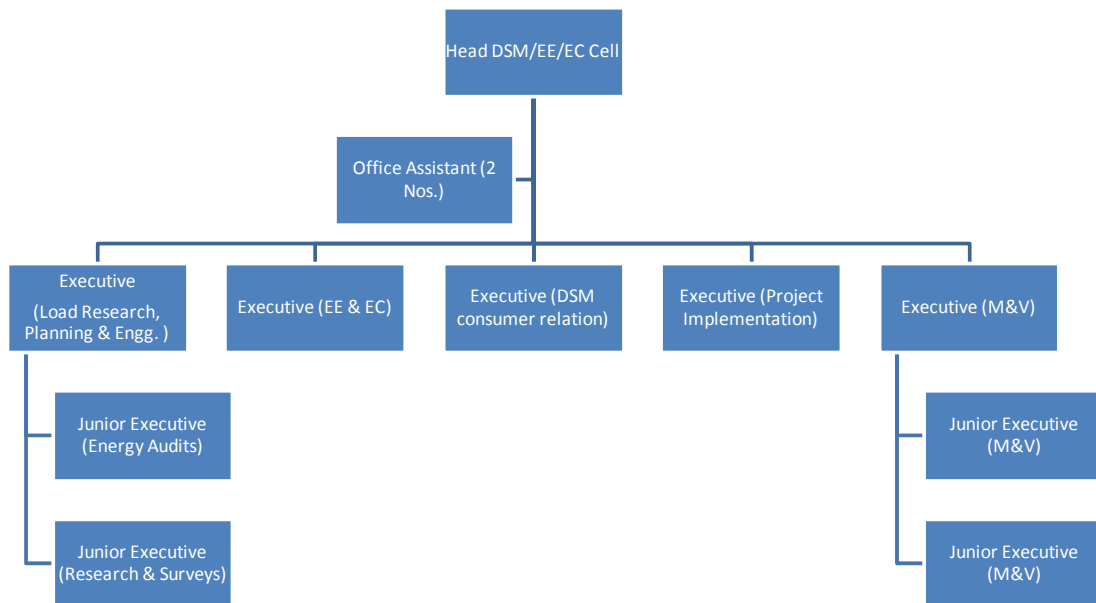 Head DSM/EE/EC Cell
Office Assistant (2
Nos.)
Executive
(Load Research,
Planning & Engg. )
Executive (EE & EC)
Executive (DSM
consumer relation)
Executive (Project
Implementation)
Executive (M&V)
Junior Executive
(Energy Audits)
Junior Executive
(M&V)
Junior Executive
(Research & Surveys)
Junior Executive
(M&V)